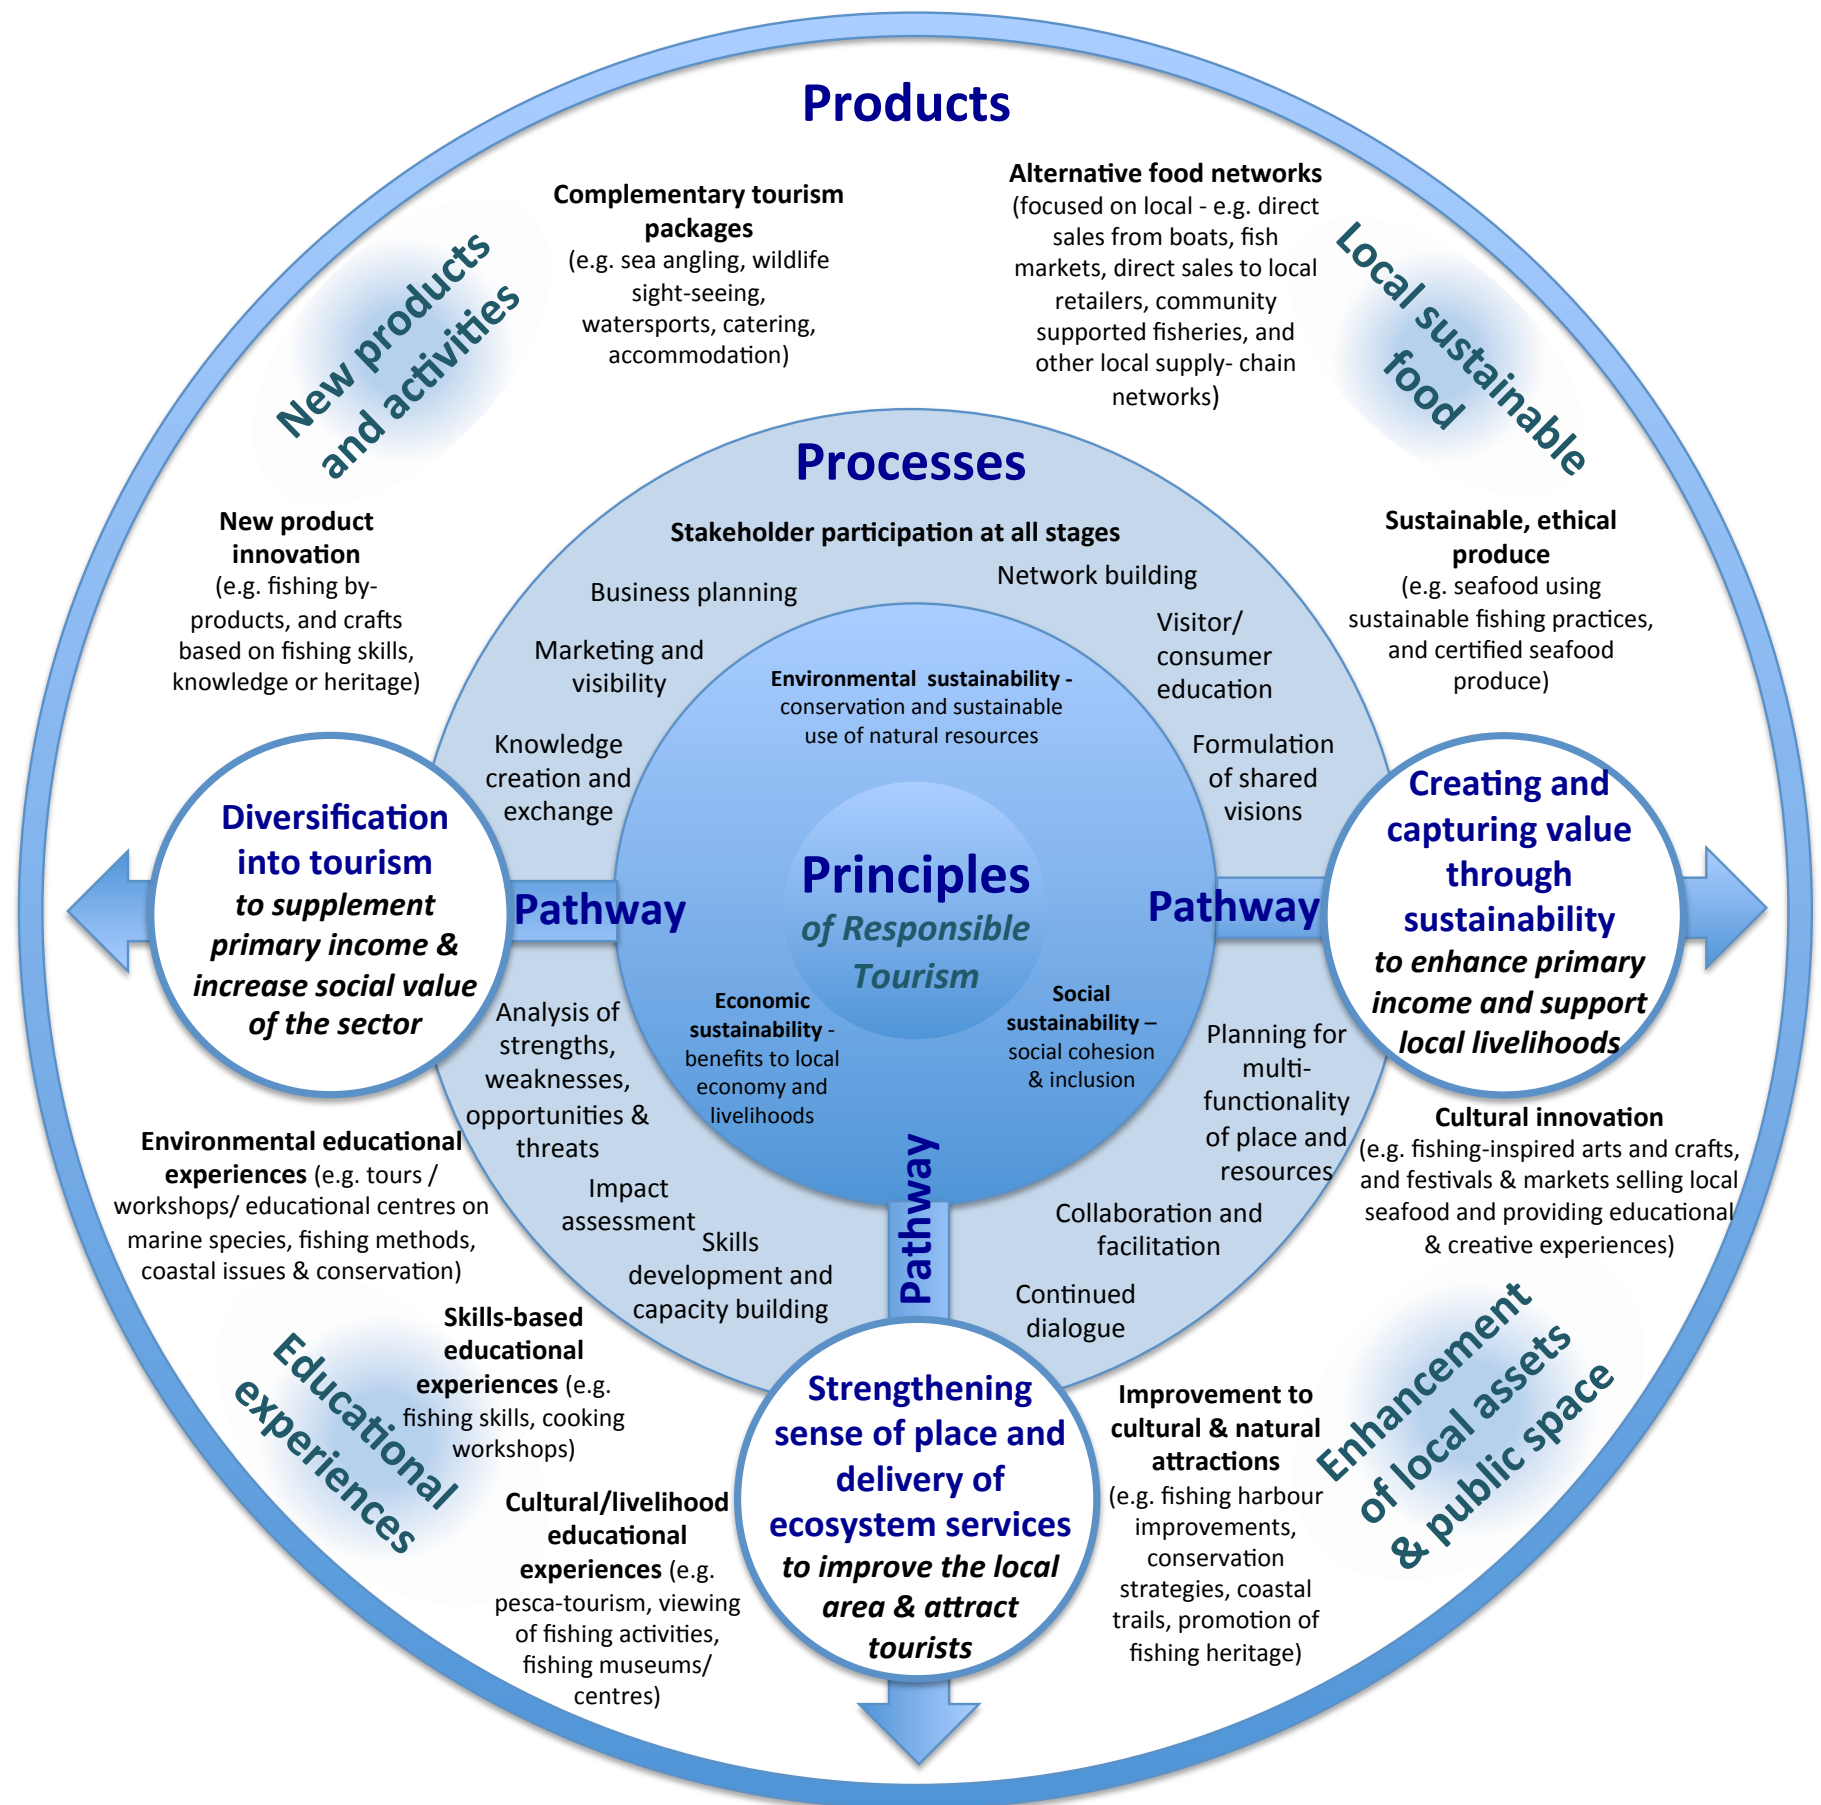 Products
Complementary tourism
packages
(e.g. sea angling, wildlife
sight-seeing,
watersports, catering,
accommodation)
Alternative food networks
(focused on local - e.g. direct
sales from boats, fish
markets, direct sales to local
retailers, community
supported fisheries, and
other local supply- chain
networks)
New products
and activities
Local sustainable
food
New product
innovation
(e.g. fishing by-
products, and crafts
based on fishing skills,
knowledge or heritage)
Sustainable, ethical
produce
(e.g. seafood using
sustainable fishing practices,
and certified seafood
produce)
Processes
Stakeholder participation at all stages
Business planning
Network building
Marketing and
visibility
Visitor/
consumer
education
Knowledge
creation and
exchange
Formulation
of shared
visions
Environmental sustainability -
conservation and sustainable
use of natural resources
Principles
of Responsible
Tourism
Economic
sustainability -
benefits to local
economy and
livelihoods
Social
sustainability –
social cohesion
& inclusion
Pathway
Pathway
Pathway
Diversification
into tourism
to supplement
primary income &
increase social value
of the sector
Creating and
capturing value
through
sustainability
to enhance primary
income and support
local livelihoods
Analysis of
strengths,
weaknesses,
opportunities &
threats
Impact
assessment
Skills
development and
capacity building
Planning for
multi-
functionality
of place and
resources
Collaboration and
facilitation
Continued
dialogue
Environmental educational
experiences (e.g. tours /
workshops/ educational centres on
marine species, fishing methods,
coastal issues & conservation)
Cultural innovation
(e.g. fishing-inspired arts and crafts,
and festivals & markets selling local
seafood and providing educational
& creative experiences)
Educational
experiences
Skills-based
educational
experiences (e.g.
fishing skills, cooking
workshops)
Cultural/livelihood
educational
experiences (e.g.
pesca-tourism, viewing
of fishing activities,
fishing museums/
centres)
Strengthening
sense of place and
delivery of
ecosystem services
to improve the local
area & attract
tourists
Improvement to
cultural & natural
attractions
(e.g. fishing harbour
improvements,
conservation
strategies, coastal
trails, promotion of
fishing heritage)
Enhancement
of local assets
& public space